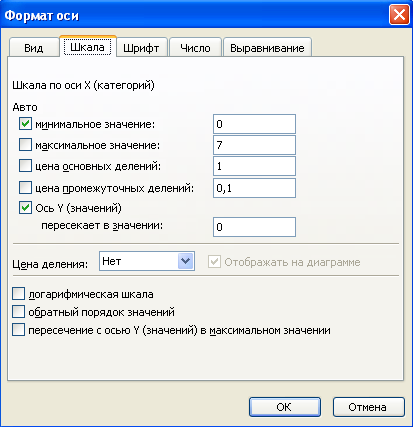 Формат оси
Вид Шкала Шрифт Число Выравнивание
Шкала по оси X (категорий)
Авто
минимальное значение: 0
максимальное значение: 7
цена основных делений: 1
цена промежуточных делений: 0,1
Ось Y (значений)
пересекает в значении: 0
Цена деления: Нет Отображать на диаграмме
логарифмическая шкала
обратный порядок значений
пересечение с осью Y (значений) в максимальном значении
ОК Отмена